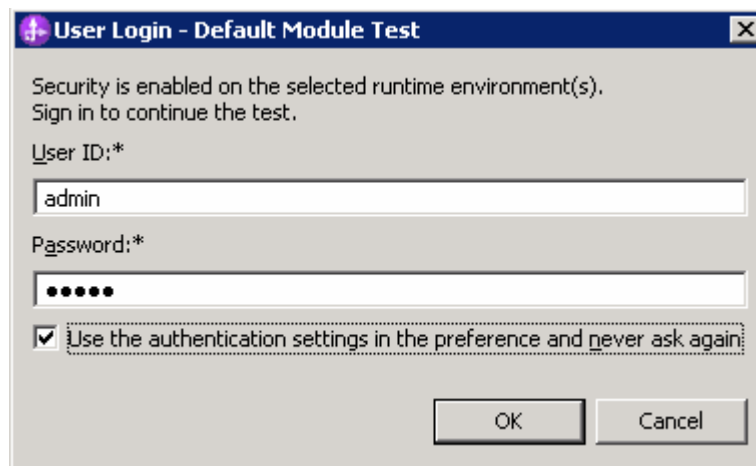 User Login - Default Module Test
Security is enabled on the selected runtime environment(s).
Sign in to continue the test.
User ID:*
admin
Password:*
●●●●●
Use the authentication settings in the preference and never ask again
OK
Cancel